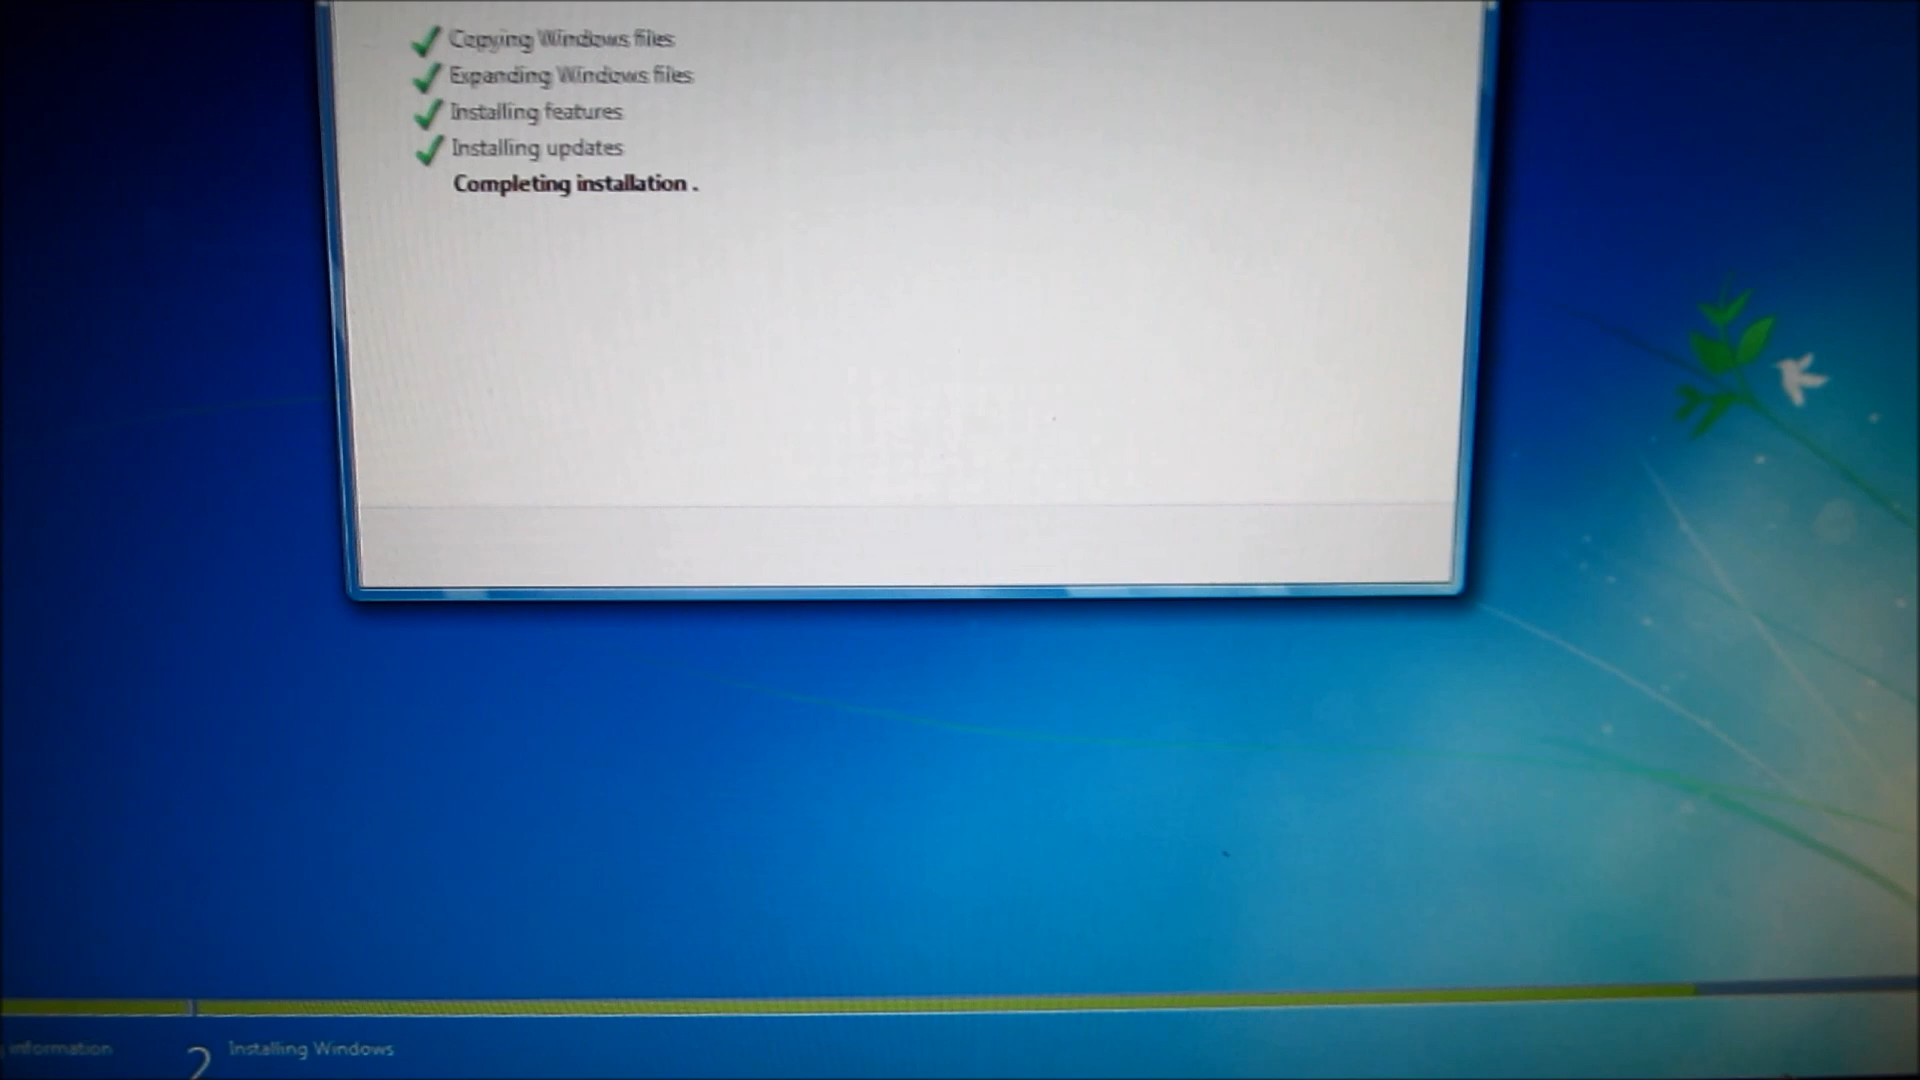 Copying Windows files
Expanding Windows files
Installing features
Installing updates
Completing installation .
information
2 Installing Windows